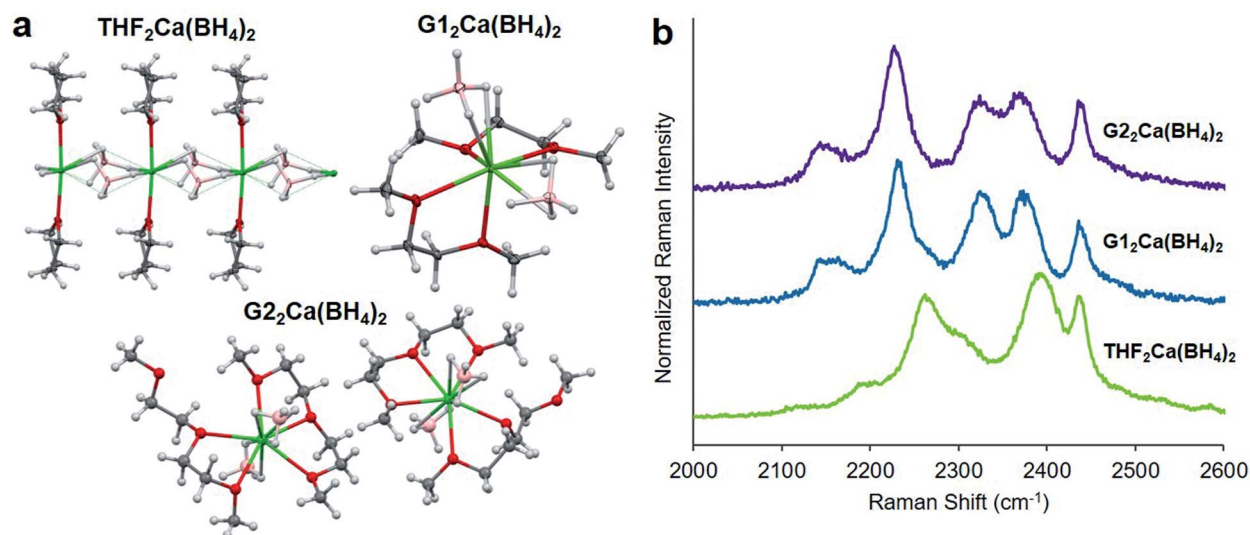 a
THF₂Ca(BH₄)₂
G1₂Ca(BH₄)₂
G2₂Ca(BH₄)₂
b
Normalized Raman Intensity
G2₂Ca(BH₄)₂
G1₂Ca(BH₄)₂
THF₂Ca(BH₄)₂
2000 2100 2200 2300 2400 2500 2600
Raman Shift (cm⁻¹)